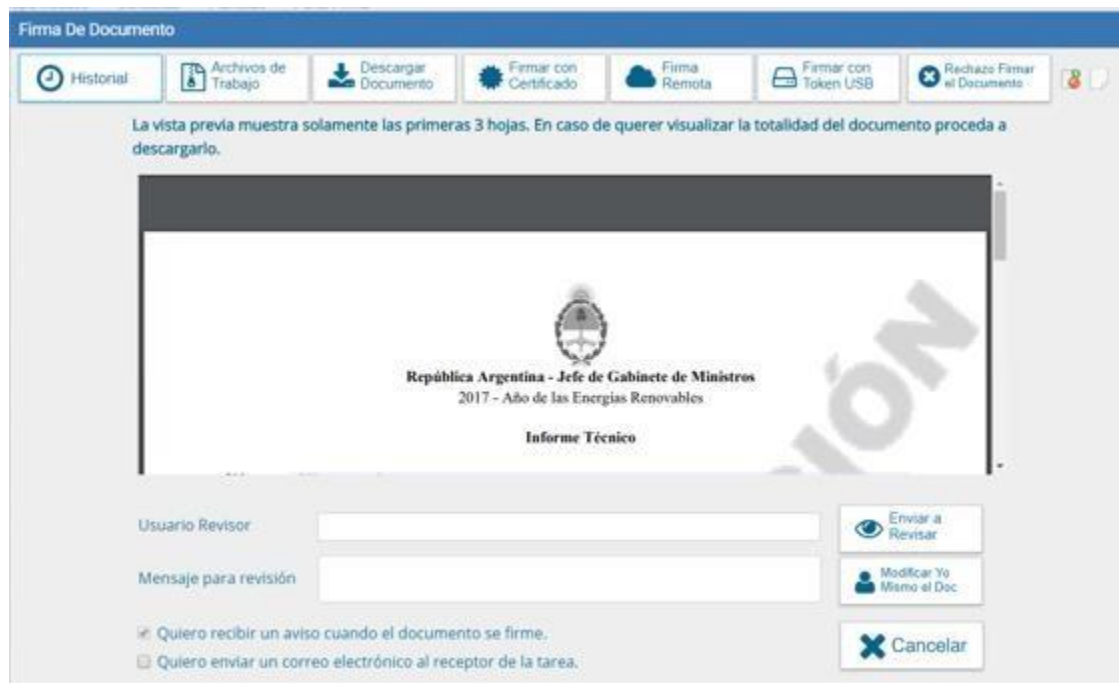 Firma De Documento
Historial
Archivos de
Trabajo
Descargar
Documento
Firmar con
Certificado
Firma
Remota
Firmar con
Token USB
Rechazo Firmar
el Documento
La vista previa muestra solamente las primeras 3 hojas. En caso de querer visualizar la totalidad del documento proceda a
descargarlo.
República Argentina - Jefe de Gabinete de Ministros
2017 - Año de las Energías Renovables
Informe Técnico
Usuario Revisor
Enviar a
Revisar
Mensaje para revisión
Modificar Yo
Mismo el Doc
Quiero recibir un aviso cuando el documento se firme.
Quiero enviar un correo electrónico al receptor de la tarea.
Cancelar